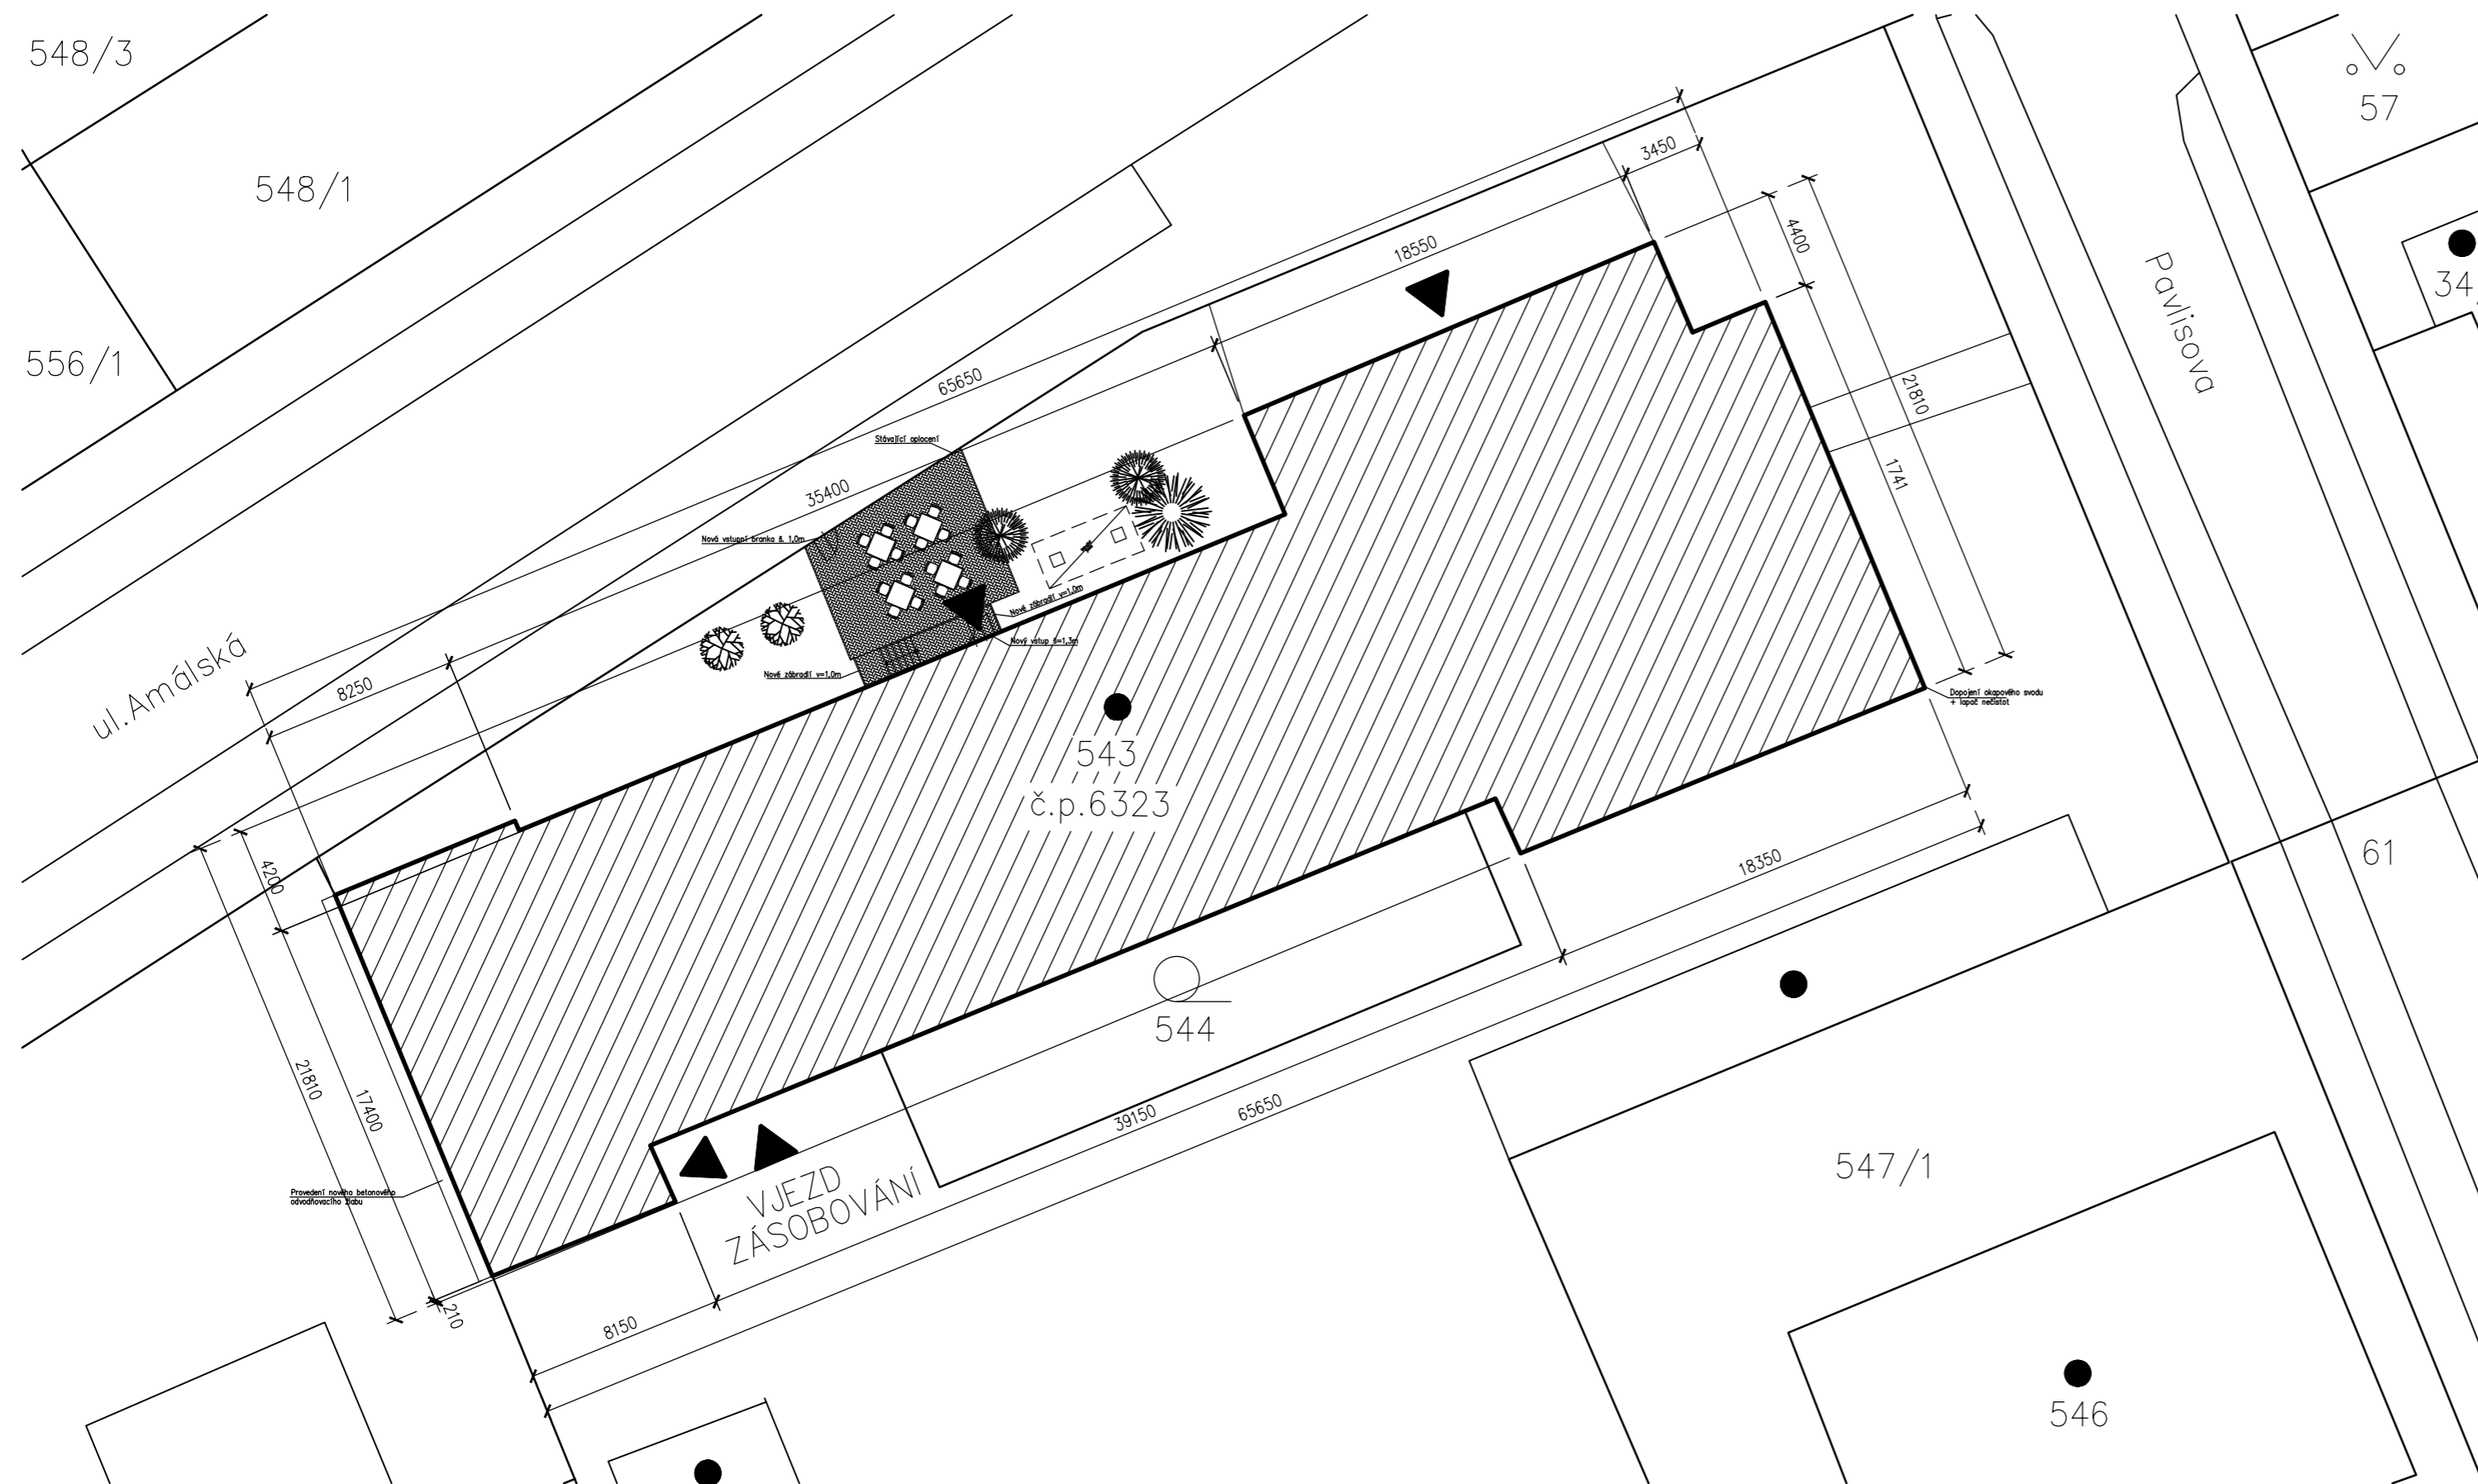 548/3
57
548/1
3450
4400
18550
34
Pavlisova
556/1
65650
21810
Stávající oplocení
1741
35400
Nová vstupní branka š. 1,0m
Nové zábradlí v=1,0m
Nový vstup š=1,3m
Nové zábradlí v=1,0m
ul.Amálská
8250
Dopojení okapového svodu
+ lapač nečistot
543
č.p.6323
4200
18350
61
544
21810
17400
39150
65650
547/1
VJEZD
ZÁSOBOVÁNÍ
Provedení nového betonového
odvodňovacího žlabu
210
8150
546